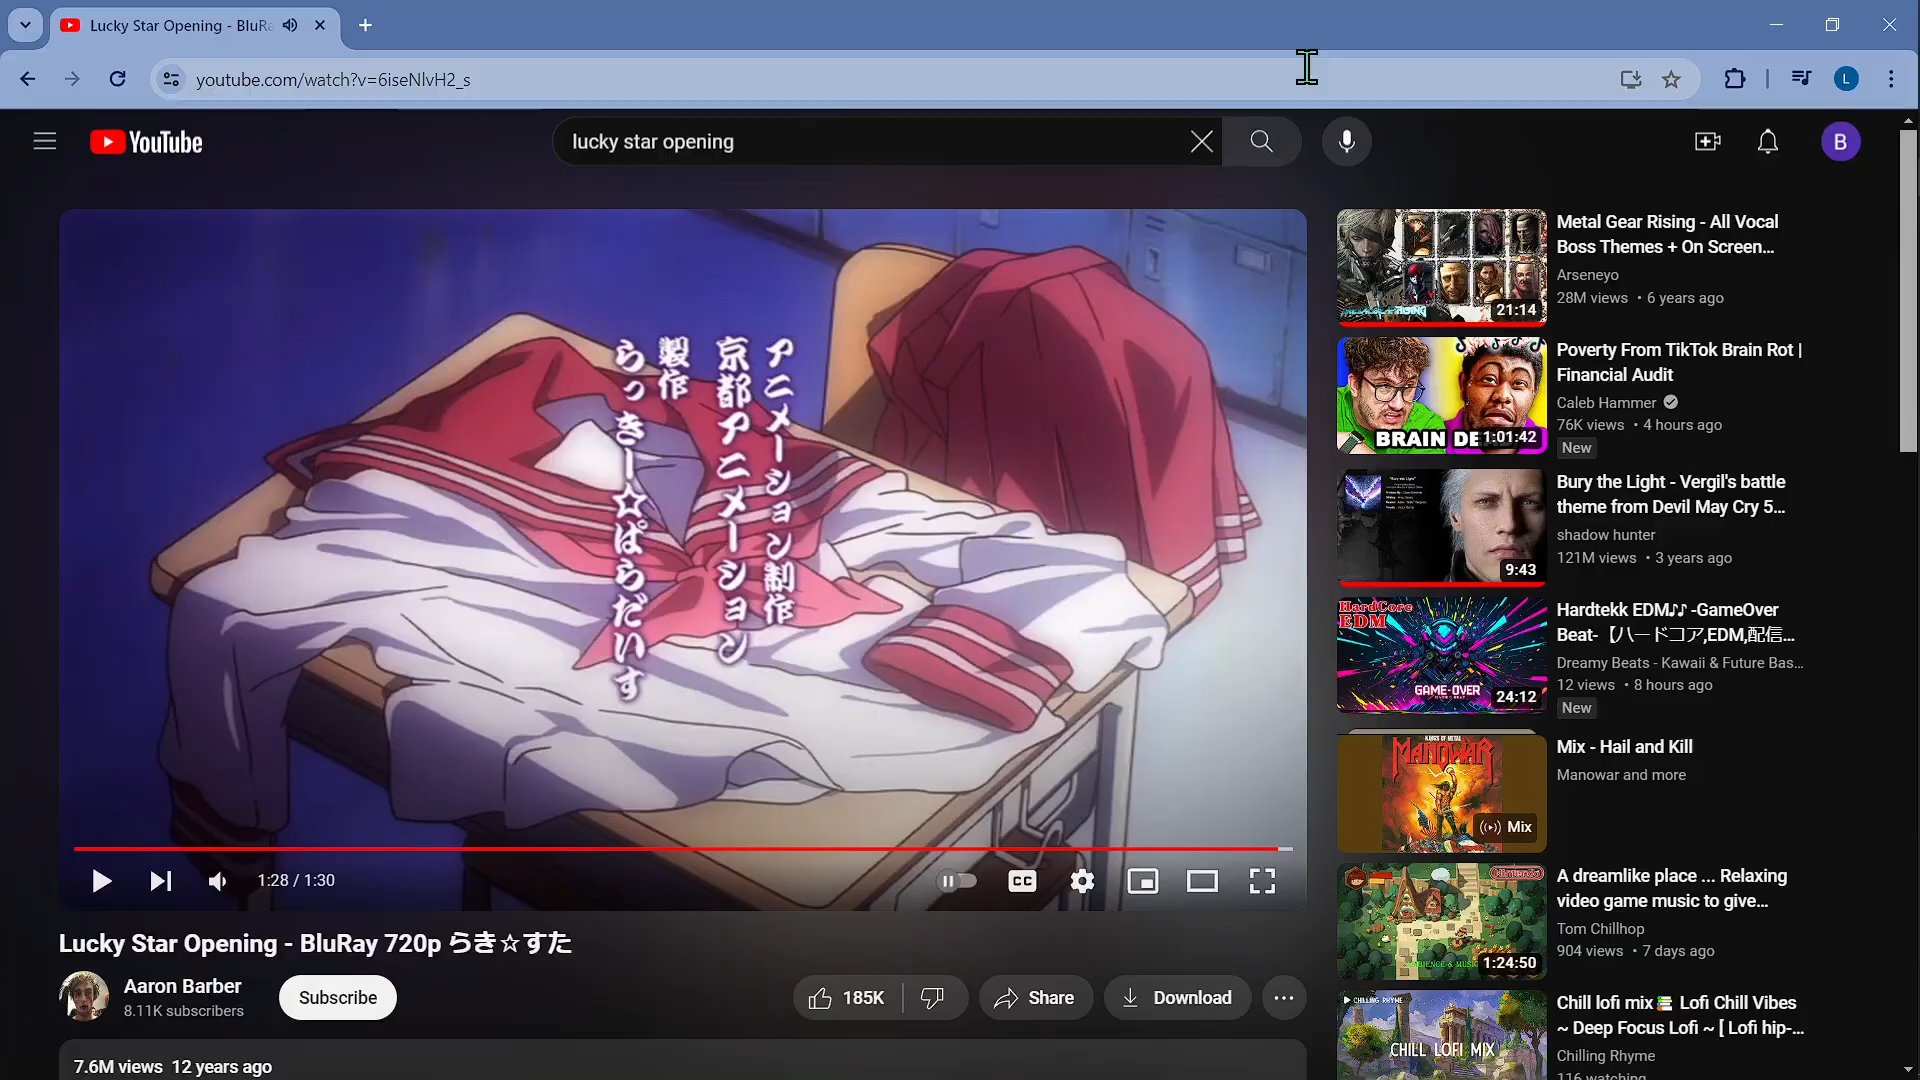 Lucky Star Opening - BluRa
youtube.com/watch?v=6iseNlvH2_s
L
YouTube
lucky star opening
B
アニメーション制作
京都アニメーション
製作
らっきー☆ぱらだいす
1:28 / 1:30
CC
Lucky Star Opening - BluRay 720p らき☆すた
Aaron Barber
8.11K subscribers
Subscribe
185K
Share
Download
7.6M views 12 years ago
21:14
Metal Gear Rising - All Vocal
Boss Themes + On Screen...
Arseneyo
28M views • 6 years ago
BRAIN DE
1:01:42
Poverty From TikTok Brain Rot |
Financial Audit
Caleb Hammer
76K views • 4 hours ago
New
9:43
Bury the Light - Vergil's battle
theme from Devil May Cry 5...
shadow hunter
121M views • 3 years ago
HardCore
EDM
GAME-OVER
24:12
Hardtekk EDM♪♪ -GameOver
Beat-【ハードコア,EDM,配信...
Dreamy Beats - Kawaii & Future Bas...
12 views • 8 hours ago
New
KINGS OF METAL
MANOWAR
Mix
Mix - Hail and Kill
Manowar and more
Nintendo
1:24:50
A dreamlike place ... Relaxing
video game music to give...
Tom Chillhop
904 views • 7 days ago
CHILLING RHYME
CHILL LOFI MIX
Chill lofi mix📚 Lofi Chill Vibes
~ Deep Focus Lofi ~ [ Lofi hip-...
Chilling Rhyme
116 watching